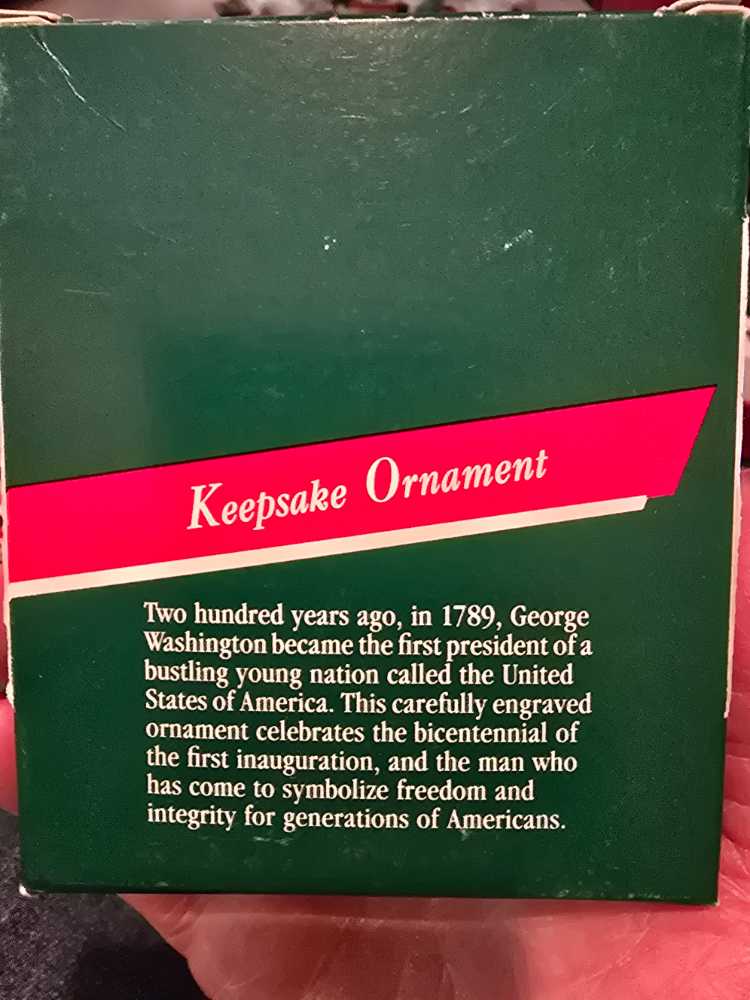 Keepsake Ornament
Two hundred years ago, in 1789, George
Washington became the first president of a
bustling young nation called the United
States of America. This carefully engraved
ornament celebrates the bicentennial of
the first inauguration, and the man who
has come to symbolize freedom and
integrity for generations of Americans.